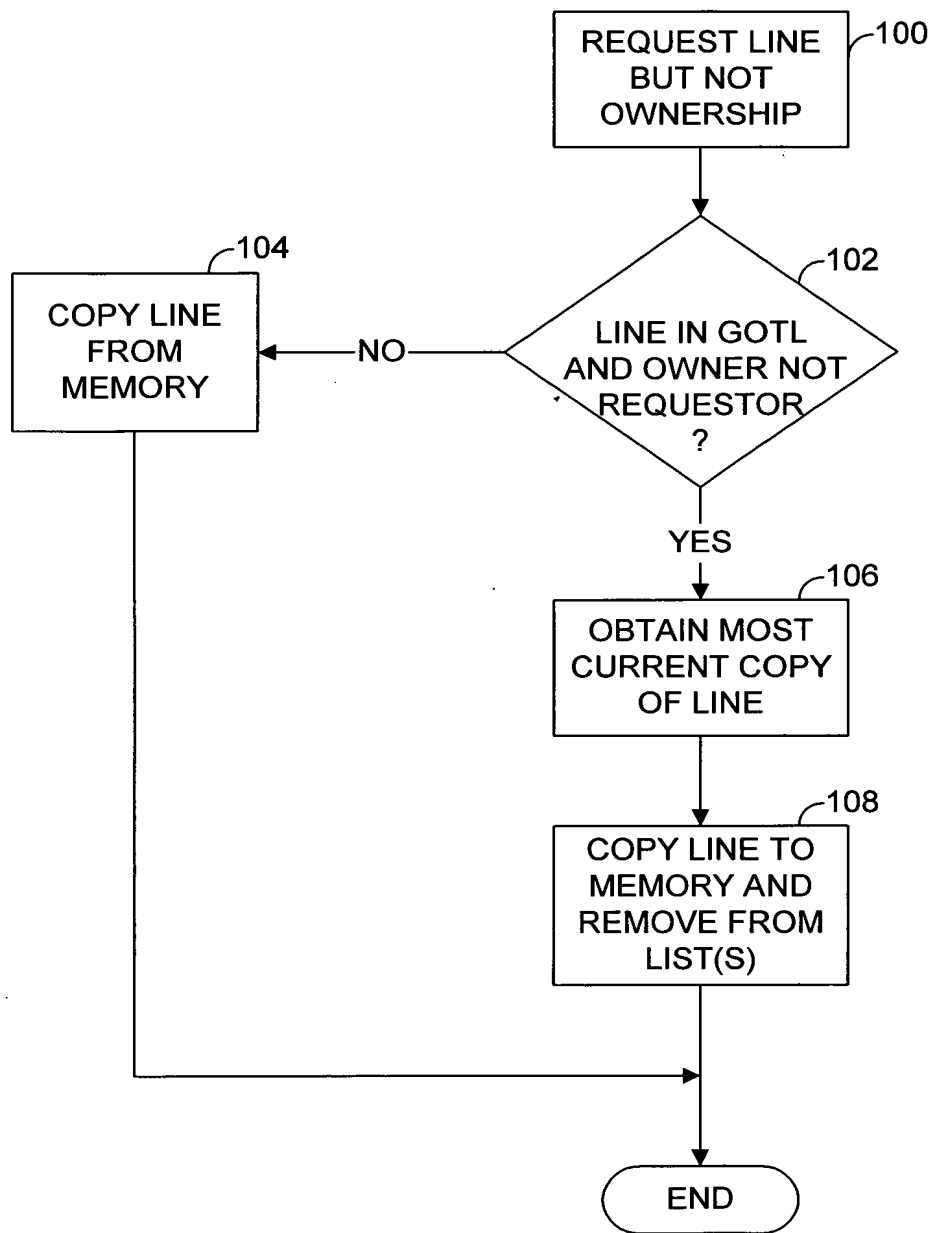 REQUEST LINE
BUT NOT
OWNERSHIP
100
102
LINE IN GOTL
AND OWNER NOT
REQUESTOR
?
104
COPY LINE
FROM
MEMORY
NO
YES
106
OBTAIN MOST
CURRENT COPY
OF LINE
108
COPY LINE TO
MEMORY AND
REMOVE FROM
LIST(S)
END